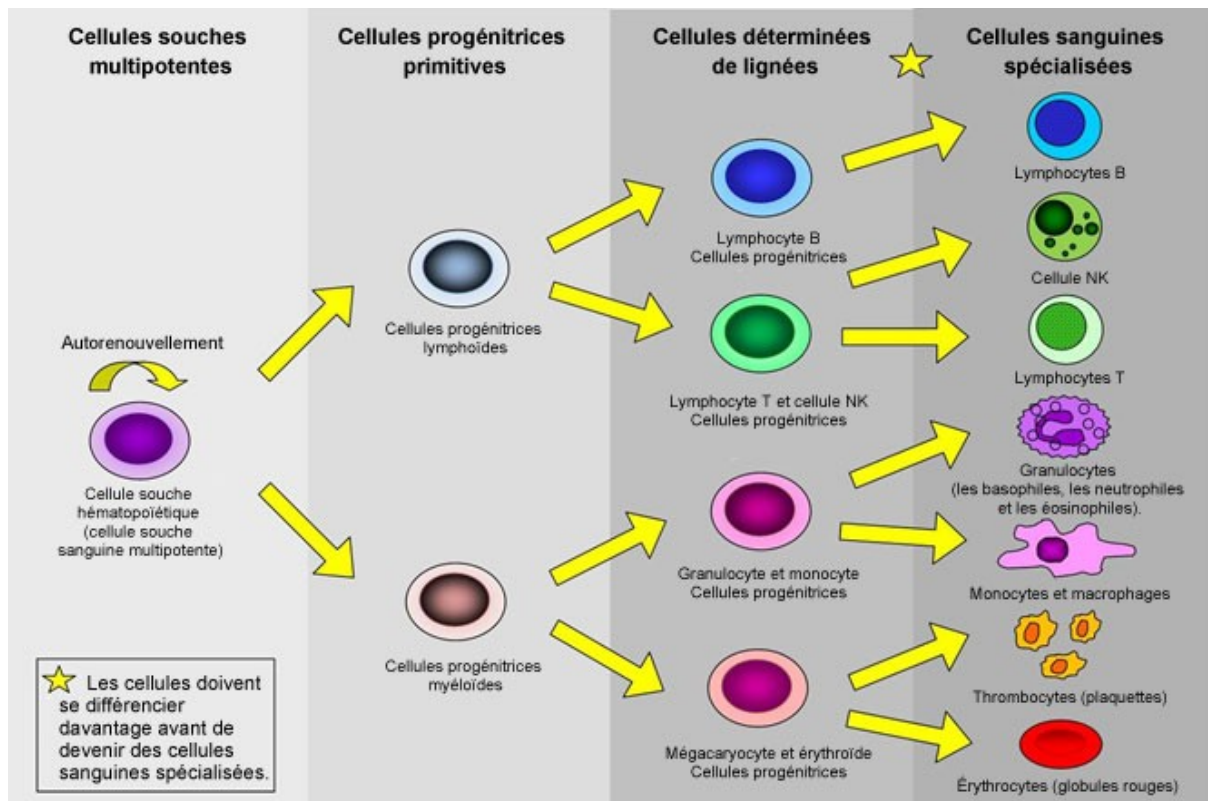 Cellules souches
multipotentes
Cellules progénitrices
primitives
Cellules déterminées
de lignées
Cellules sanguines
spécialisées
Autorenouvellement
Cellule souche
hématopoïétique
(cellule souche
sanguine multipotente)
Cellules progénitrices
lymphoïdes
Cellules progénitrices
myéloïdes
Lymphocyte B
Cellules progénitrices
Lymphocyte T et cellule NK
Cellules progénitrices
Granulocyte et monocyte
Cellules progénitrices
Mégacaryocyte et érythroïde
Cellules progénitrices
Lymphocytes B
Cellule NK
Lymphocytes T
Granulocytes
(les basophiles, les neutrophiles
et les éosinophiles).
Monocytes et macrophages
Thrombocytes (plaquettes)
Érythrocytes (globules rouges)
Les cellules doivent
se différencier
davantage avant de
devenir des cellules
sanguines spécialisées.